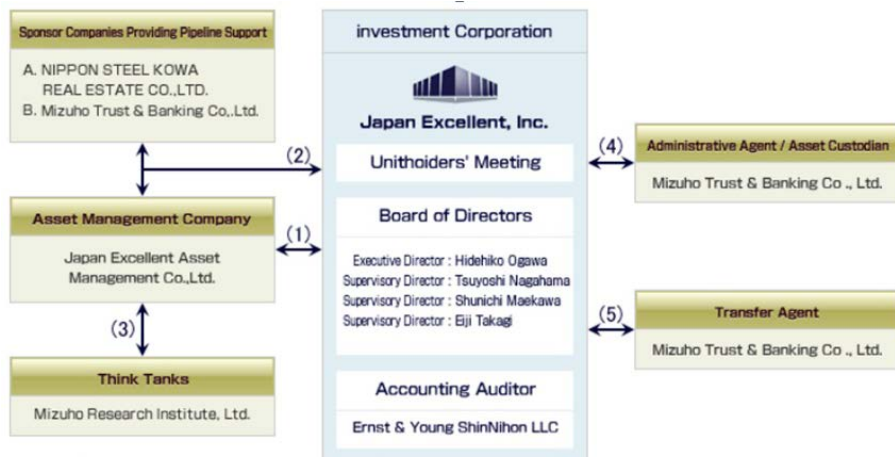 Sponsor Companies Providing Pipeline Support
A. NIPPON STEEL KOWA
REAL ESTATE CO.,LTD.
B. Mizuho Trust & Banking Co,.Ltd.
(2)
Asset Management Company
Japan Excellent Asset
Management Co.,Ltd.
(1)
(3)
Think Tanks
Mizuho Research Institute, Ltd.
investment Corporation
Japan Excellent, Inc.
Unithoiders' Meeting
Board of Directors
Executive Director : Hidehiko Ogawa
Supervisory Director : Tsuyoshi Nagahama
Supervisory Director : Shunichi Maekawa
Supervisory Director : Eiji Takagi
Accounting Auditor
Ernst & Young ShinNihon LLC
(4)
Administrative Agent / Asset Custodian
Mizuho Trust & Banking Co ., Ltd.
(5)
Transfer Agent
Mizuho Trust & Banking Co ., Ltd.